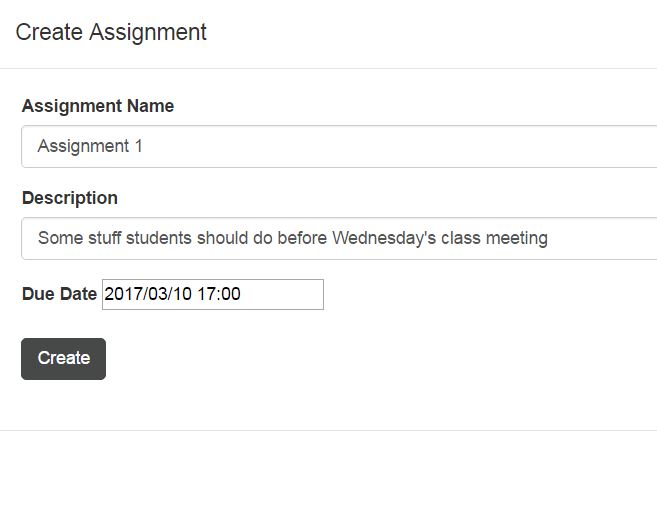 Create Assignment
Assignment Name
Assignment 1
Description
Some stuff students should do before Wednesday's class meeting
Due Date 2017/03/10 17:00
Create